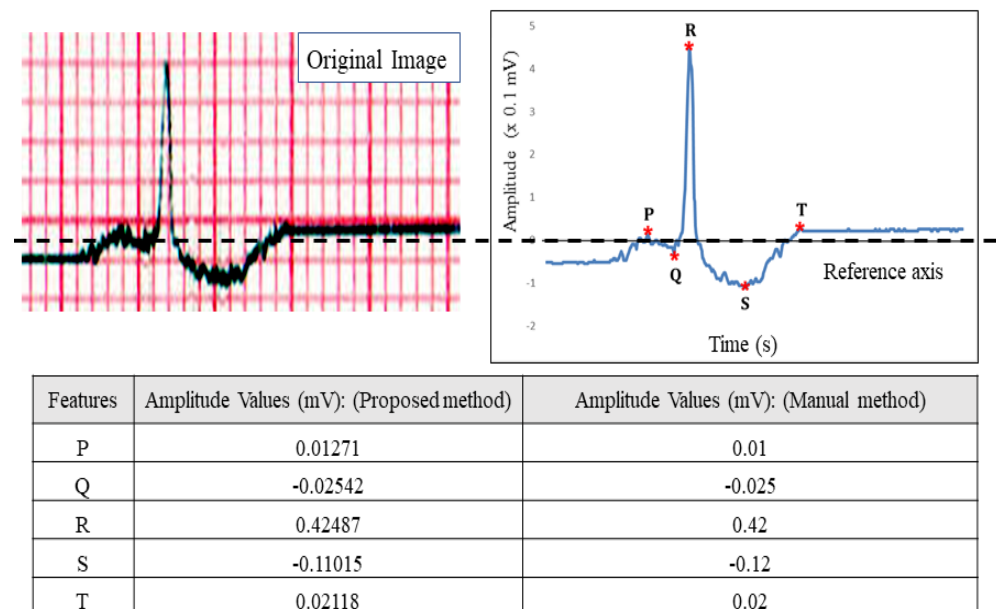 Original Image
5
4
3
2
1
0
-1
-2
Amplitude (x 0.1 mV)
R
P
T
Q
S
Reference axis
Time (s)
Features Amplitude Values (mV): (Proposed method) Amplitude Values (mV): (Manual method)
P 0.01271 0.01
Q -0.02542 -0.025
R 0.42487 0.42
S -0.11015 -0.12
T 0.02118 0.02